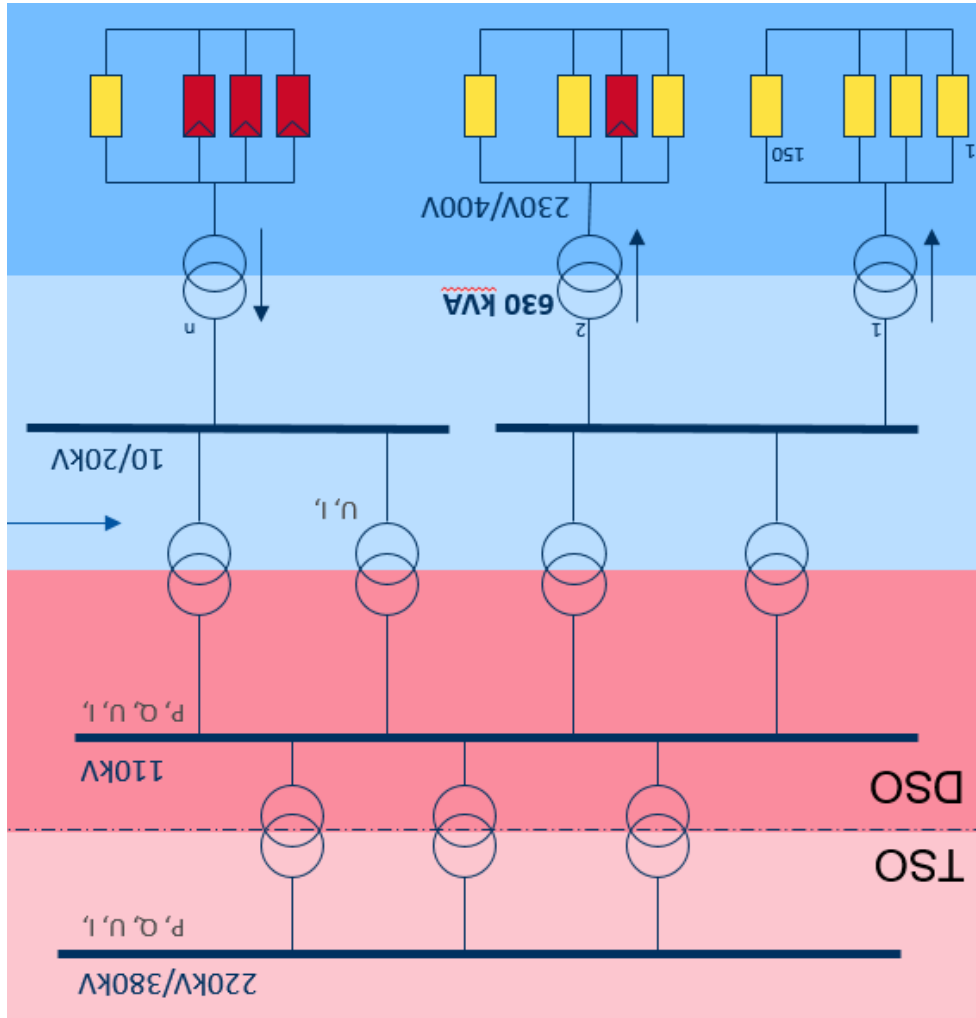 220kV/380kV
P, Q, U, I,
TSO
DSO
110kV
P, Q, U, I,
U, I,
10/20kV
1
2
n
630 kVA
230V/400V
1
150